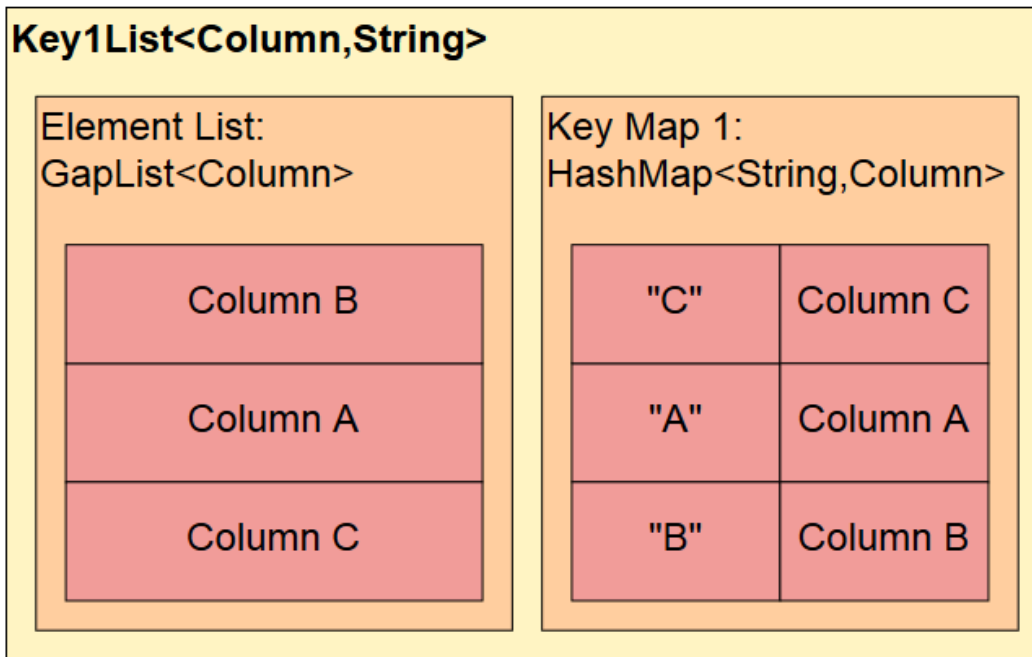 Key1List<Column,String>
Element List:
GapList<Column>
Column B
Column A
Column C
Key Map 1:
HashMap<String,Column>
"C" Column C
"A" Column A
"B" Column B